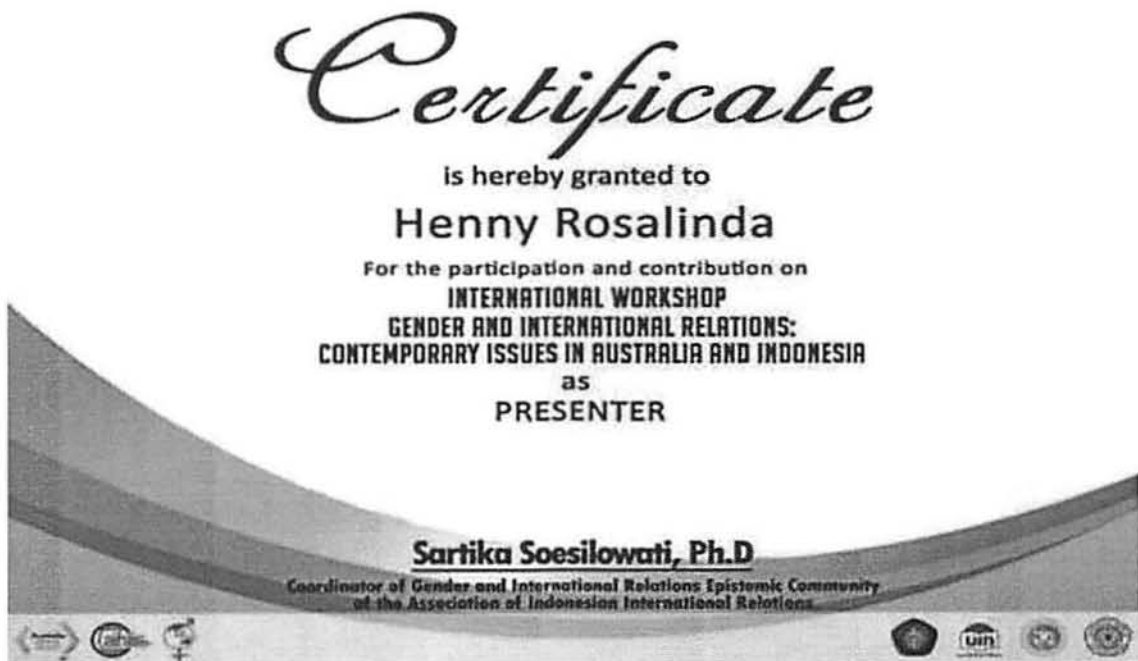 Certificate
is hereby granted to
Henny Rosalinda
For the participation and contribution on
INTERNATIONAL WORKSHOP
GENDER AND INTERNATIONAL RELATIONS:
CONTEMPORARY ISSUES IN AUSTRALIA AND INDONESIA
as
PRESENTER
Sartika Soesilowati, Ph.D
Coordinator of Gender and International Relations Epistemic Community
of the Association of Indonesian International Relations
uin